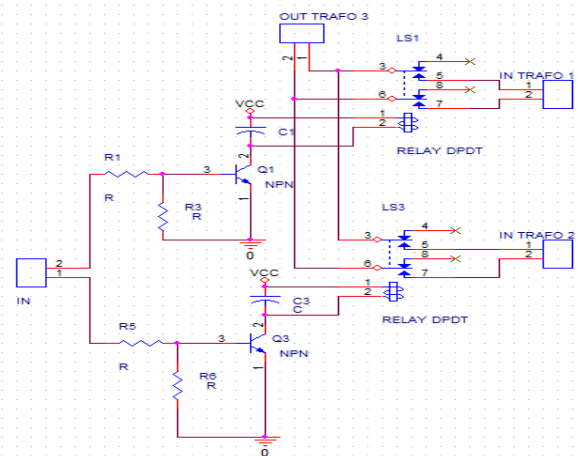 OUT TRAFO 3
2 1
LS1
3 4
5
6 8
7
IN TRAFO 1
1
2
VCC
1
2
C1
RELAY DPDT
R1
R
3
2
Q1
NPN
1
R3
R
0
LS3
3 4
5
6 8
7
IN TRAFO 2
1
2
VCC
1
2
C3
C
RELAY DPDT
2
1
IN
R5
R
3
2
Q3
NPN
1
R6
R
0